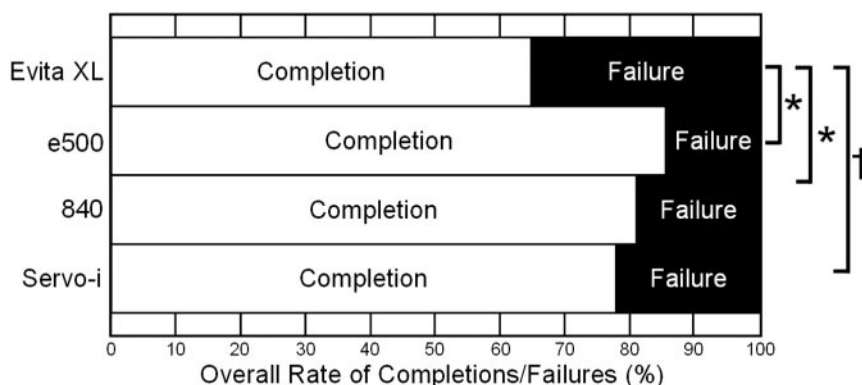 Evita XL Completion Failure *
e500 Completion Failure *
840 Completion Failure †
Servo-i Completion Failure
0 10 20 30 40 50 60 70 80 90 100
Overall Rate of Completions/Failures (%)